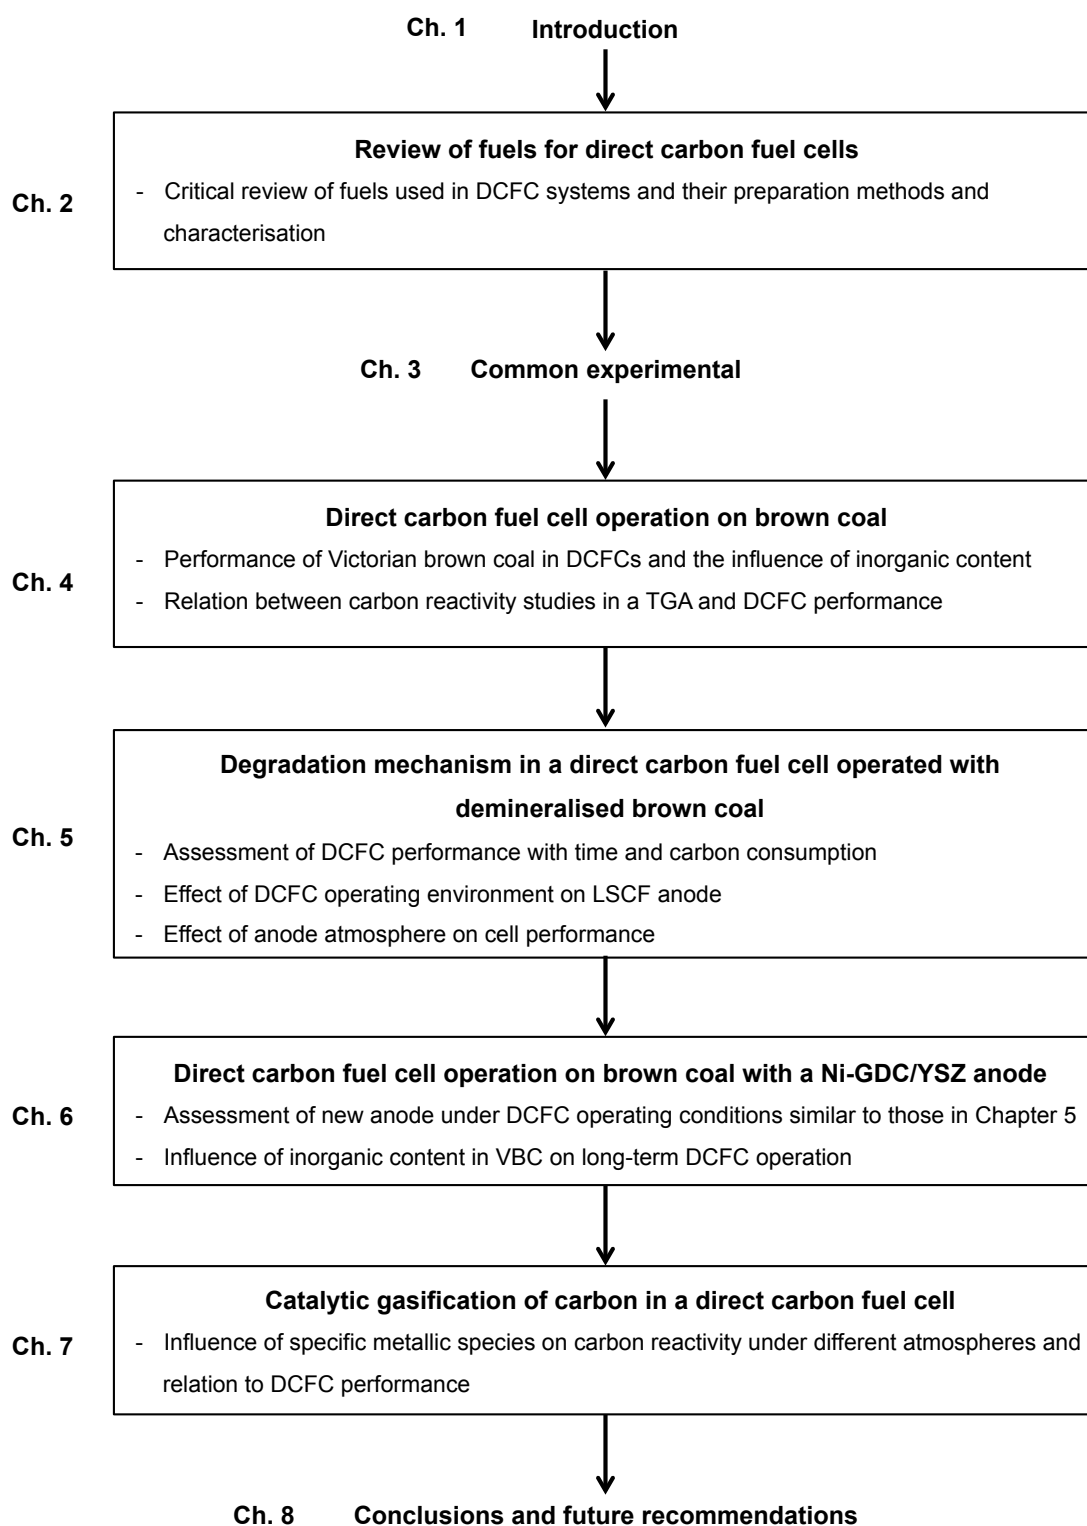 Ch. 1 Introduction
Review of fuels for direct carbon fuel cells
Ch. 2
- Critical review of fuels used in DCFC systems and their preparation methods and
characterisation
Ch. 3 Common experimental
Direct carbon fuel cell operation on brown coal
- Performance of Victorian brown coal in DCFCs and the influence of inorganic content
Ch. 4
- Relation between carbon reactivity studies in a TGA and DCFC performance
Degradation mechanism in a direct carbon fuel cell operated with
demineralised brown coal
Ch. 5
- Assessment of DCFC performance with time and carbon consumption
- Effect of DCFC operating environment on LSCF anode
- Effect of anode atmosphere on cell performance
Direct carbon fuel cell operation on brown coal with a Ni-GDC/YSZ anode
Ch. 6
- Assessment of new anode under DCFC operating conditions similar to those in Chapter 5
- Influence of inorganic content in VBC on long-term DCFC operation
Catalytic gasification of carbon in a direct carbon fuel cell
Ch. 7
- Influence of specific metallic species on carbon reactivity under different atmospheres and
relation to DCFC performance
Ch. 8 Conclusions and future recommendations